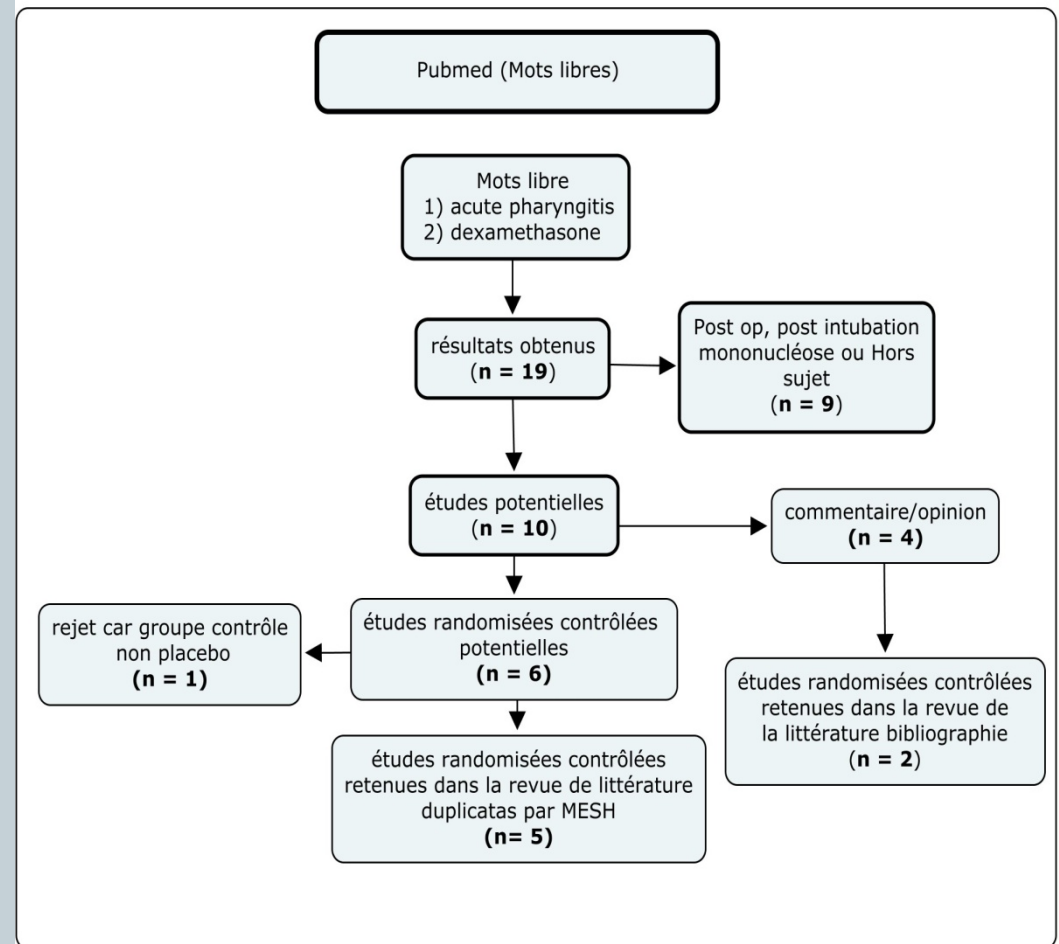 Pubmed (Mots libres)
Mots libre
1) acute pharyngitis
2) dexamethasone
résultats obtenus
(n = 19)
Post op, post intubation
mononucléose ou Hors
sujet
(n = 9)
études potentielles
(n = 10)
commentaire/opinion
(n = 4)
rejet car groupe contrôle
non placebo
(n = 1)
études randomisées contrôlées
potentielles
(n = 6)
études randomisées contrôlées
retenues dans la revue de
la littérature bibliographie
(n = 2)
études randomisées contrôlées
retenues dans la revue de littérature
duplicatas par MESH
(n= 5)